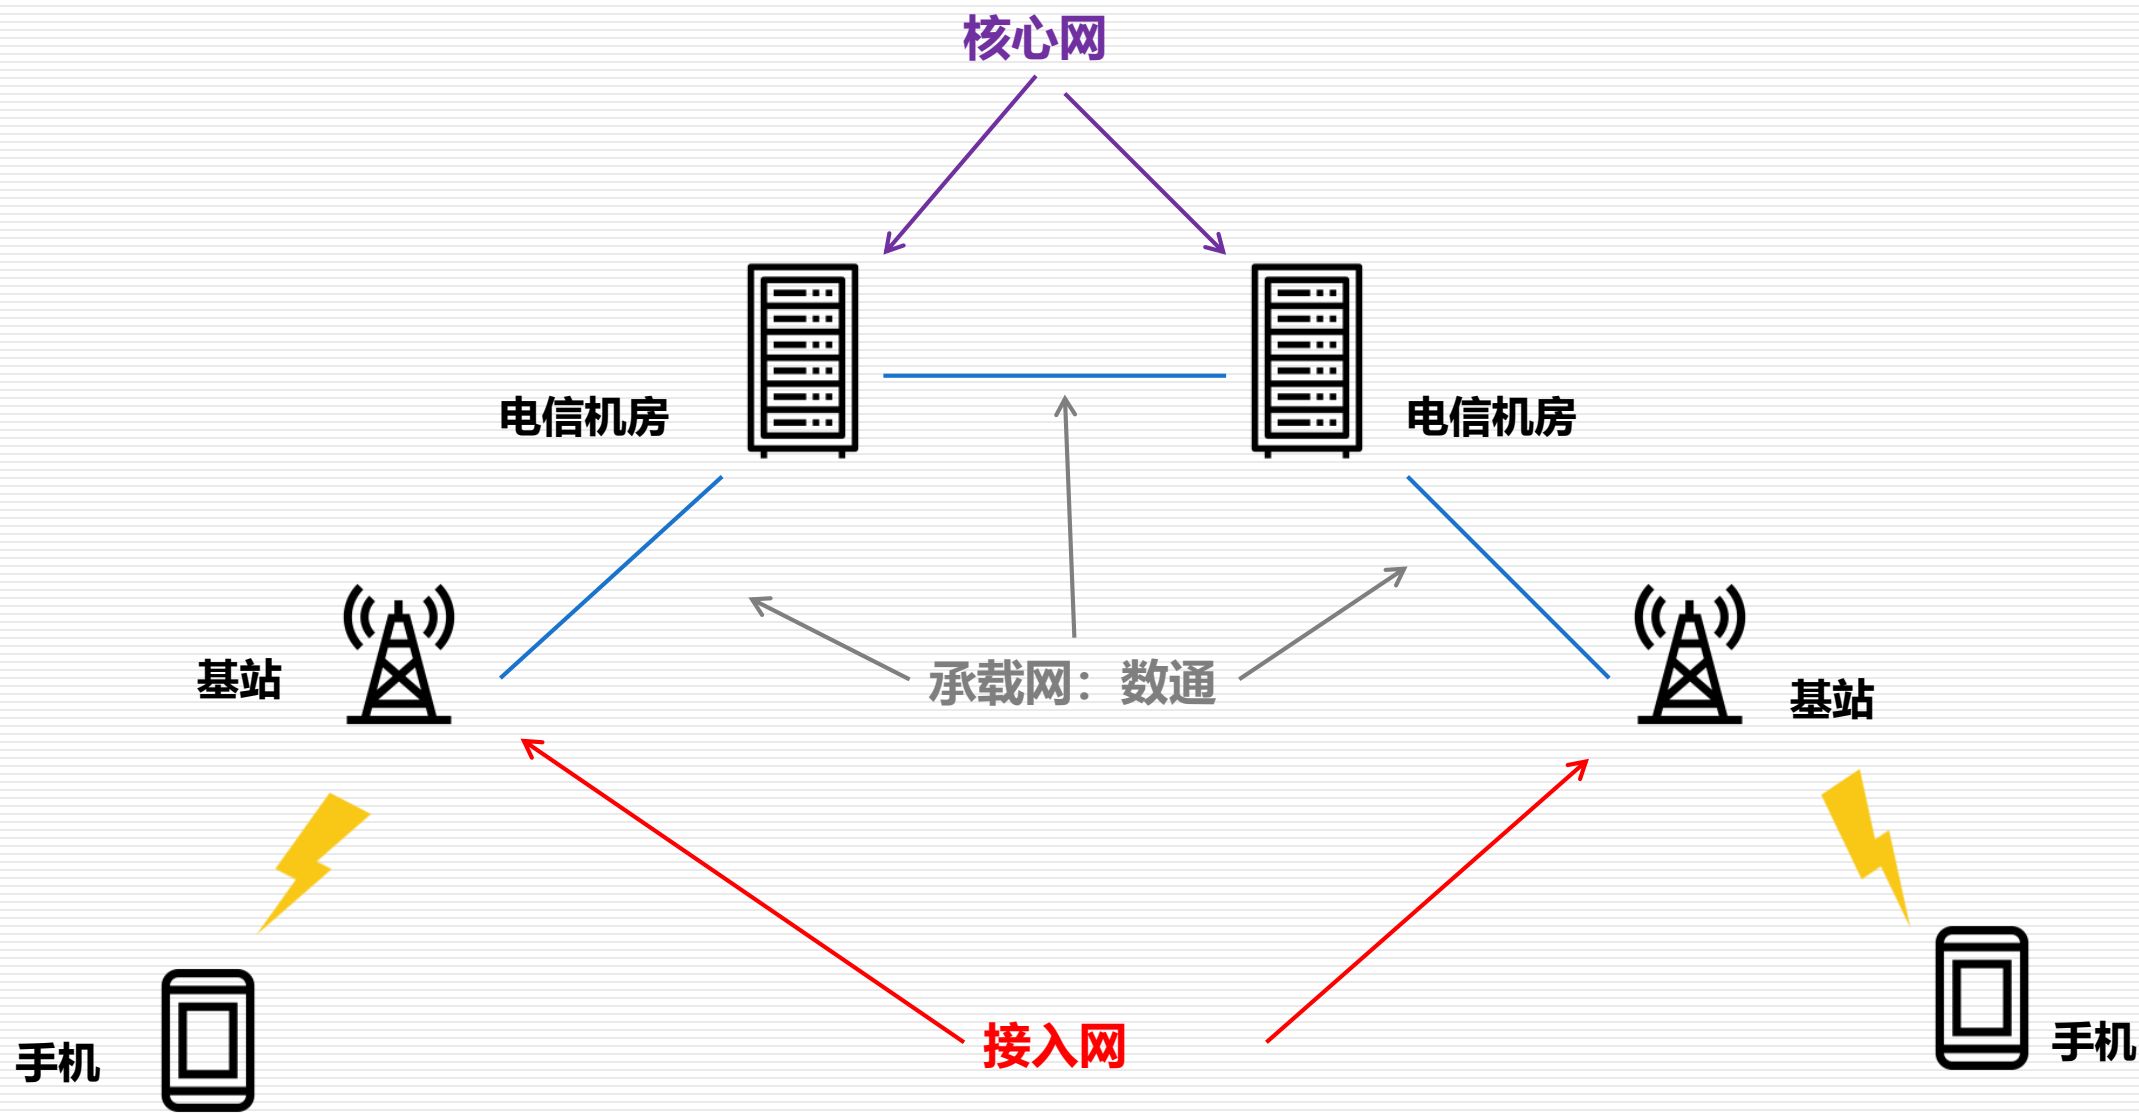 核心网
电信机房
电信机房
基站
承载网：数通
基站
接入网
手机
手机